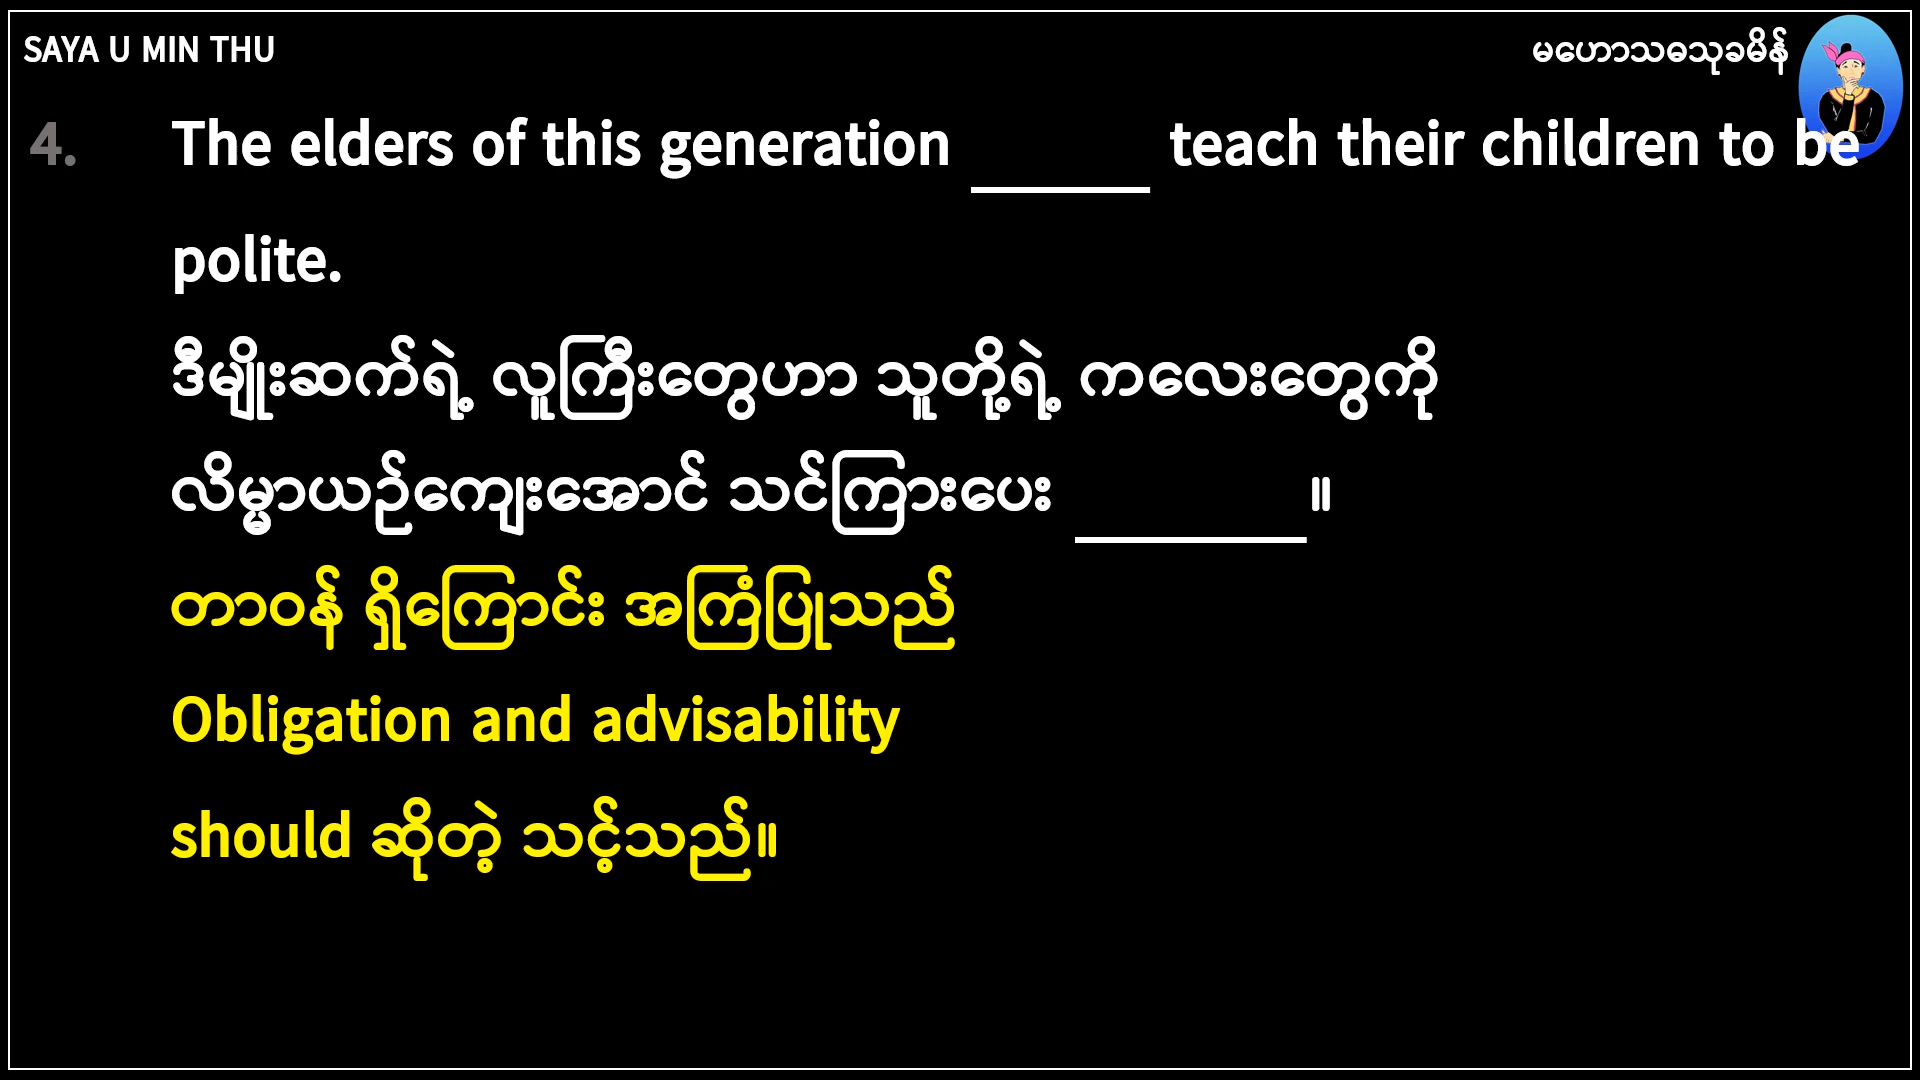 SAYA U MIN THU
မဟောသဓသုခမိန်
4. The elders of this generation ______ teach their children to be
polite.
ဒီမျိုးဆက်ရဲ့ လူကြီးတွေဟာ သူတို့ရဲ့ ကလေးတွေကို
လိမ္မာယဉ်ကျေးအောင် သင်ကြားပေး ________။
တာဝန် ရှိကြောင်း အကြံပြုသည်
Obligation and advisability
should ဆိုတဲ့ သင့်သည်။